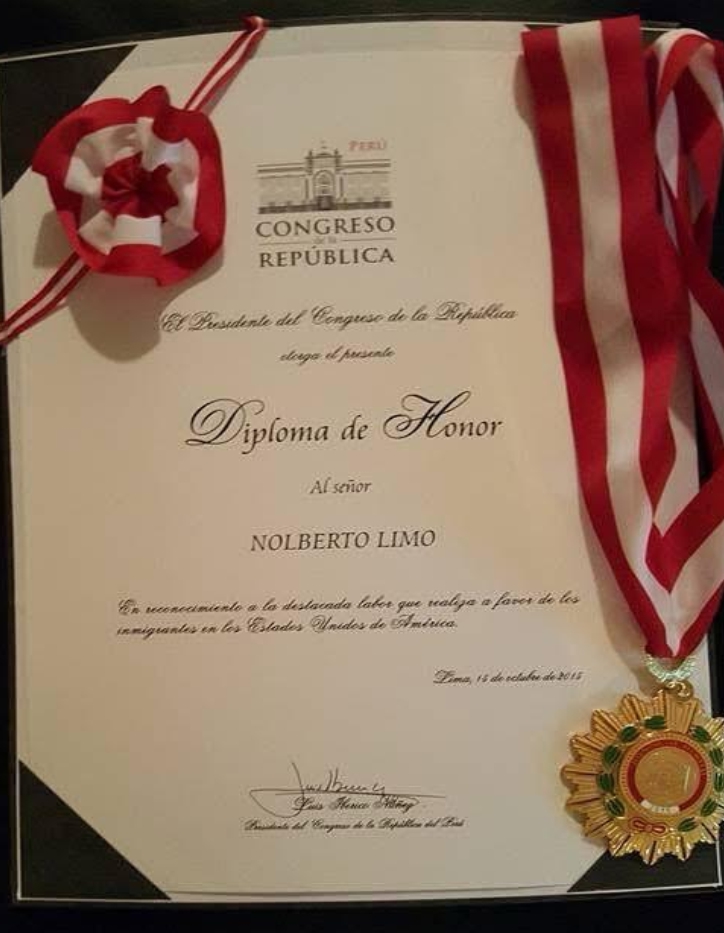 PERÚ
CONGRESO
de la
REPÚBLICA
El Presidente del Congreso de la República
otorga el presente
Diploma de Honor
Al señor
NOLBERTO LIMO
En reconocimiento a la destacada labor que realiza a favor de los
inmigrantes en los Estados Unidos de América.
Lima, 15 de octubre de 2015
Luis Iberico Núñez
Presidente del Congreso de la República del Perú